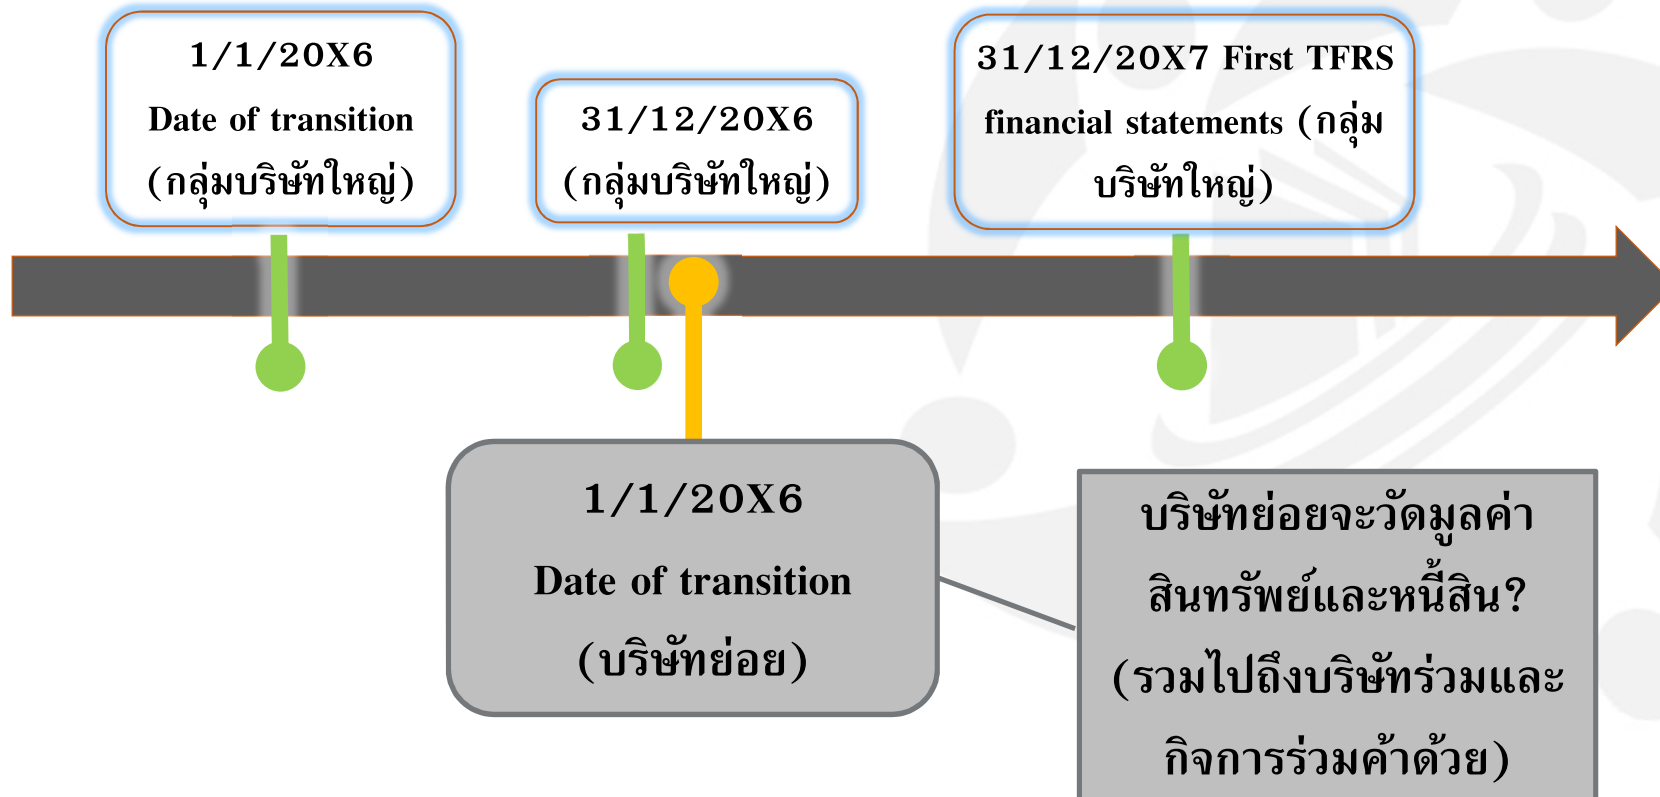 1/1/20X6
Date of transition
(กลุ่มบริษัทใหญ่)
31/12/20X6
(กลุ่มบริษัทใหญ่)
31/12/20X7 First TFRS
financial statements (กลุ่ม
บริษัทใหญ่)
1/1/20X6
Date of transition
(บริษัทย่อย)
บริษัทย่อยจะวัดมูลค่า
สินทรัพย์และหนี้สิน?
(รวมไปถึงบริษัทร่วมและ
กิจการร่วมค้าด้วย)